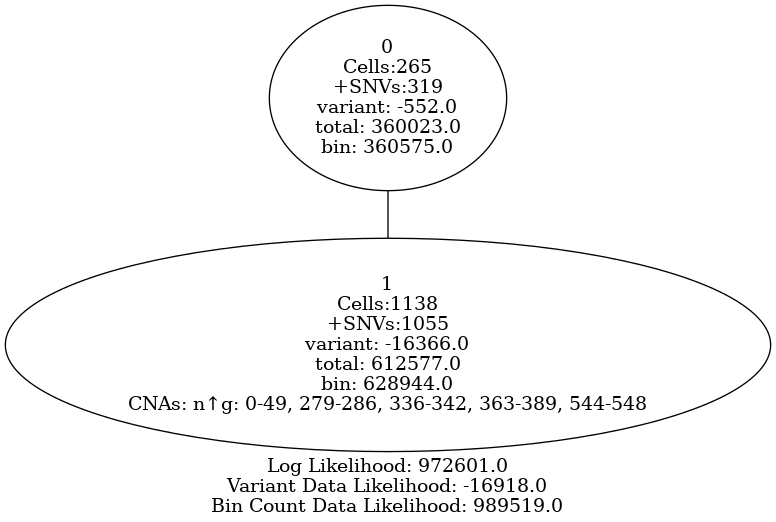 0
Cells:265
+SNVs:319
variant: -552.0
total: 360023.0
bin: 360575.0
1
Cells:1138
+SNVs:1055
variant: -16366.0
total: 612577.0
bin: 628944.0
CNAs: n↑g: 0-49, 279-286, 336-342, 363-389, 544-548
Log Likelihood: 972601.0
Variant Data Likelihood: -16918.0
Bin Count Data Likelihood: 989519.0